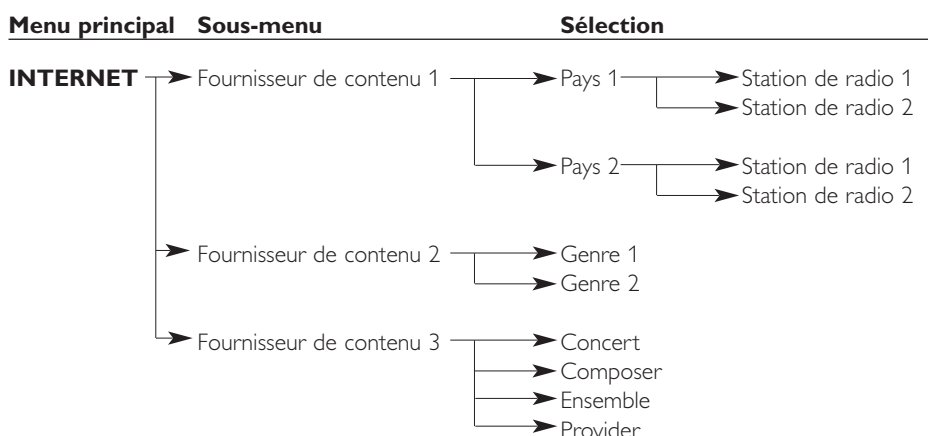 Menu principal Sous-menu Sélection
INTERNET Fournisseur de contenu 1 Pays 1 Station de radio 1
Station de radio 2
Pays 2 Station de radio 1
Station de radio 2
Fournisseur de contenu 2 Genre 1
Genre 2
Fournisseur de contenu 3 Concert
Composer
Ensemble
Provider